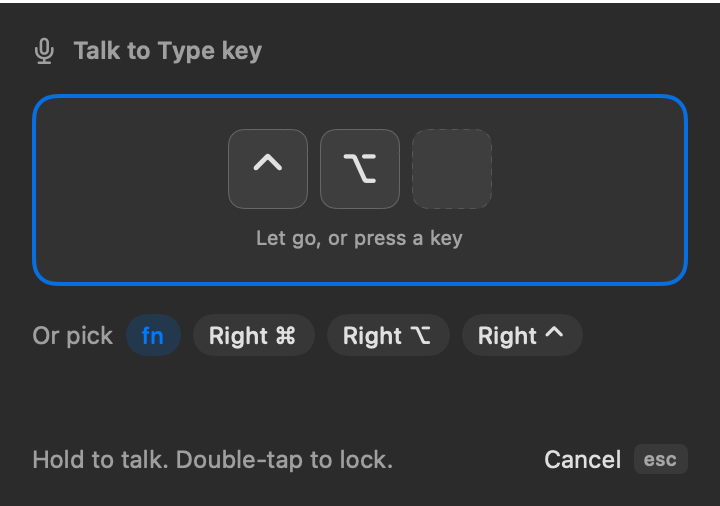 Talk to Type key
⌃ ⌥
Let go, or press a key
Or pick fn Right ⌘ Right ⌥ Right ⌃
Hold to talk. Double-tap to lock. Cancel esc